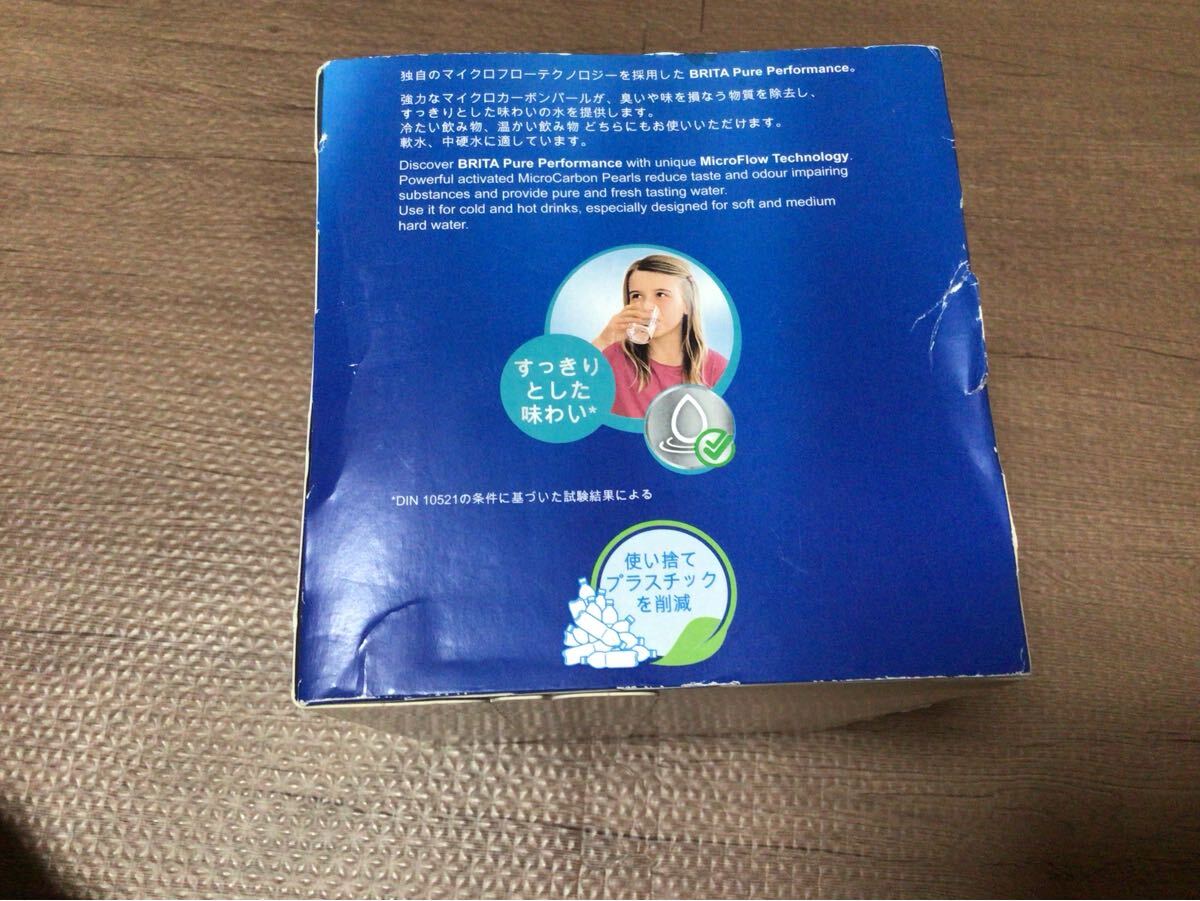 独自のマイクロフローテクノロジーを採用した BRITA Pure Performance。
強力なマイクロカーボンパールが、臭いや味を損なう物質を除去し、
すっきりとした味わいの水を提供します。
冷たい飲み物、温かい飲み物 どちらにもお使いいただけます。
軟水、中硬水に適しています。
Discover BRITA Pure Performance with unique MicroFlow Technology.
Powerful activated MicroCarbon Pearls reduce taste and odour impairing
substances and provide pure and fresh tasting water.
Use it for cold and hot drinks, especially designed for soft and medium
hard water.
すっきり
とした
味わい*
*DIN 10521の条件に基づいた試験結果による
使い捨て
プラスチック
を削減